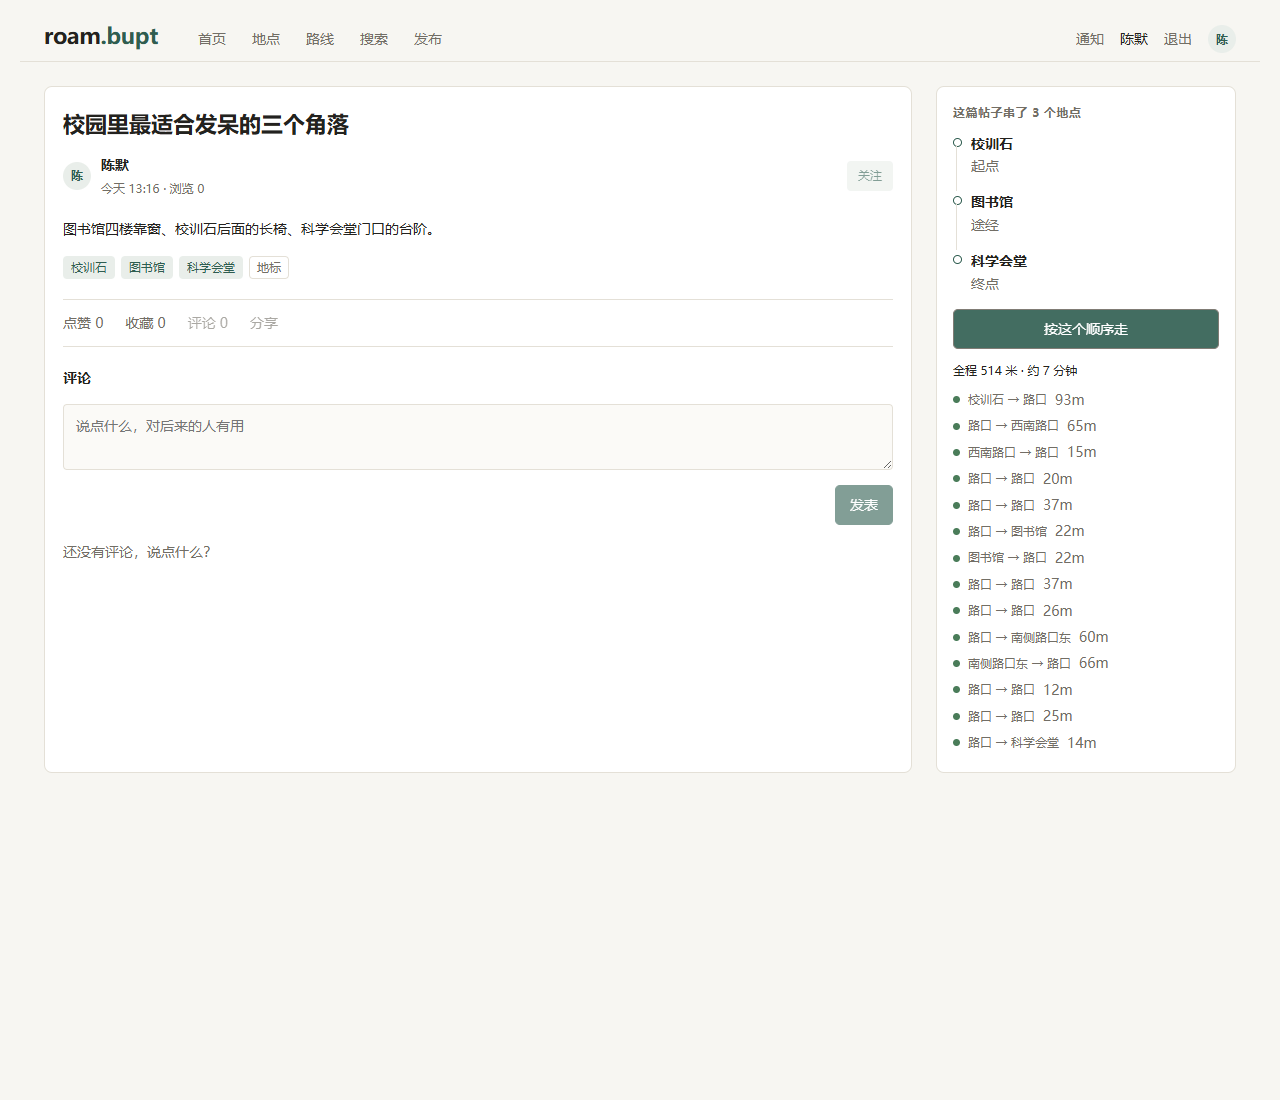 roam.bupt 首页 地点 路线 搜索 发布 通知 陈默 退出 陈
校园里最适合发呆的三个角落
陈 陈默
今天 13:16 · 浏览 0
关注
图书馆四楼靠窗、校训石后面的长椅、科学会堂门口的台阶。
校训石 图书馆 科学会堂 地标
点赞 0 收藏 0 评论 0 分享
评论
说点什么，对后来的人有用
发表
还没有评论，说点什么？
这篇帖子串了 3 个地点
校训石
起点
图书馆
途经
科学会堂
终点
按这个顺序走
全程 514 米 · 约 7 分钟
校训石 → 路口 93m
路口 → 西南路口 65m
西南路口 → 路口 15m
路口 → 路口 20m
路口 → 路口 37m
路口 → 图书馆 22m
图书馆 → 路口 22m
路口 → 路口 37m
路口 → 路口 26m
路口 → 南侧路口东 60m
南侧路口东 → 路口 66m
路口 → 路口 12m
路口 → 路口 25m
路口 → 科学会堂 14m